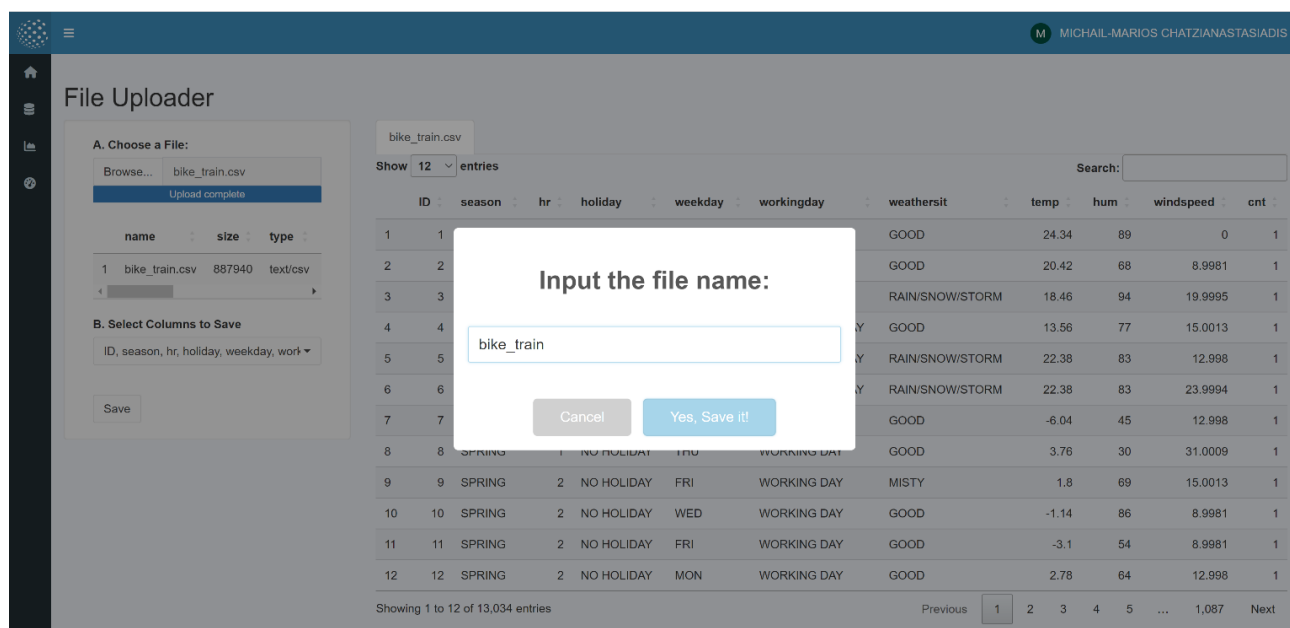 M MICHAIL-MARIOS CHATZIANASTASIADIS
File Uploader
A. Choose a File:
Browse... bike_train.csv
Upload complete
name size type
1 bike_train.csv 887940 text/csv
B. Select Columns to Save
ID, season, hr, holiday, weekday, work
Save
bike_train.csv
Show 12 entries Search:
ID season hr holiday weekday workingday weathersit temp hum windspeed cnt
1 1 GOOD 24.34 89 0 1
2 2 GOOD 20.42 68 8.9981 1
3 3 RAIN/SNOW/STORM 18.46 94 19.9995 1
4 4 Y GOOD 13.56 77 15.0013 1
5 5 Y RAIN/SNOW/STORM 22.38 83 12.998 1
6 6 Y RAIN/SNOW/STORM 22.38 83 23.9994 1
7 7 GOOD -6.04 45 12.998 1
8 8 SPRING 1 NO HOLIDAY THU WORKING DAY GOOD 3.76 30 31.0009 1
9 9 SPRING 2 NO HOLIDAY FRI WORKING DAY MISTY 1.8 69 15.0013 1
10 10 SPRING 2 NO HOLIDAY WED WORKING DAY GOOD -1.14 86 8.9981 1
11 11 SPRING 2 NO HOLIDAY FRI WORKING DAY GOOD -3.1 54 8.9981 1
12 12 SPRING 2 NO HOLIDAY MON WORKING DAY GOOD 2.78 64 12.998 1
Showing 1 to 12 of 13,034 entries Previous 1 2 3 4 5 ... 1,087 Next
Input the file name:
bike_train
Cancel Yes, Save it!